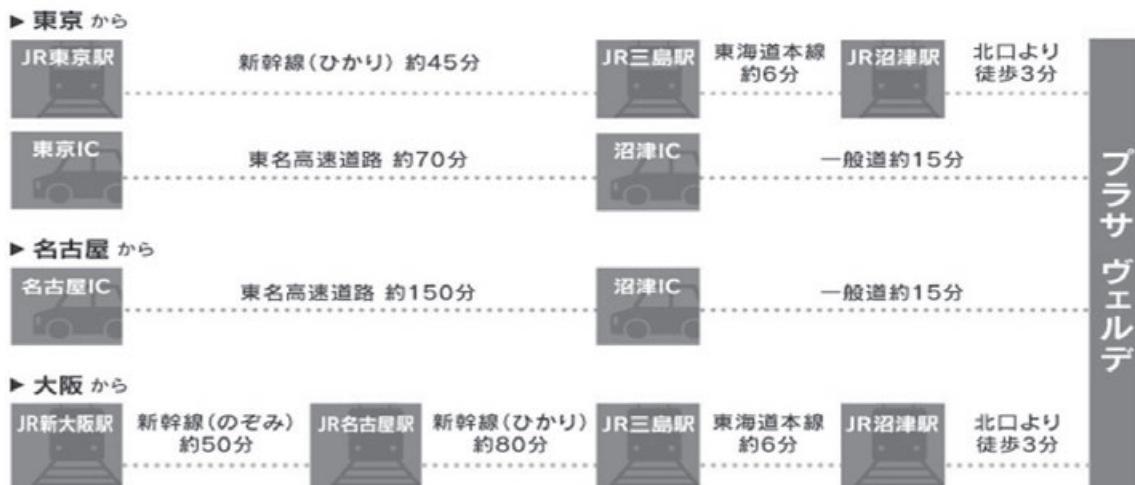 ▶ 東京 から
JR東京駅
新幹線(ひかり) 約45分
JR三島駅
東海道本線
約6分
JR沼津駅
北口より
徒歩3分
東京IC
東名高速道路 約70分
沼津IC
一般道約15分
▶ 名古屋 から
名古屋IC
東名高速道路 約150分
沼津IC
一般道約15分
▶ 大阪 から
JR新大阪駅
新幹線(のぞみ)
約50分
JR名古屋駅
新幹線(ひかり)
約80分
JR三島駅
東海道本線
約6分
JR沼津駅
北口より
徒歩3分
プラサ ヴェルデ